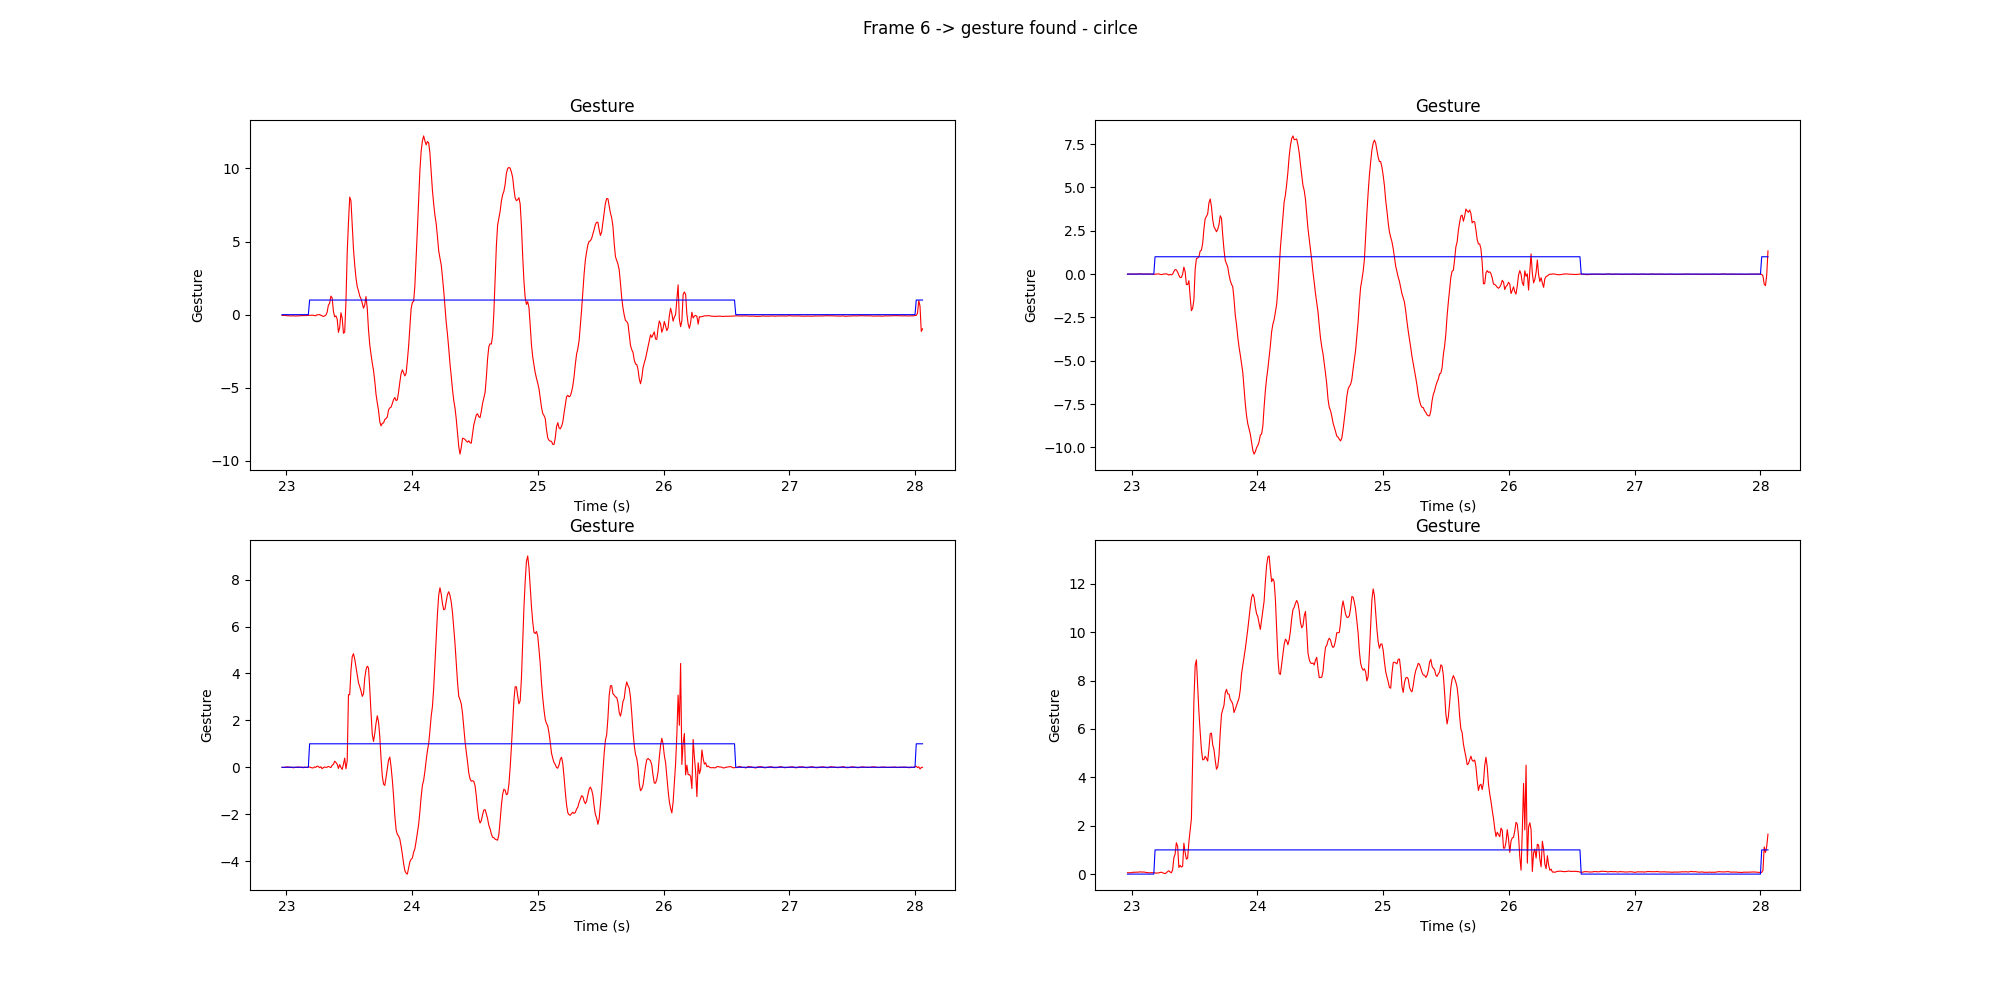 Frame 6 -> gesture found - cirlce
Gesture
Gesture
10
5
0
−5
−10
23 24 25 26 27 28
Time (s)
Gesture
Gesture
7.5
5.0
2.5
0.0
−2.5
−5.0
−7.5
−10.0
23 24 25 26 27 28
Time (s)
Gesture
Gesture
8
6
4
2
0
−2
−4
23 24 25 26 27 28
Time (s)
Gesture
Gesture
12
10
8
6
4
2
0
23 24 25 26 27 28
Time (s)